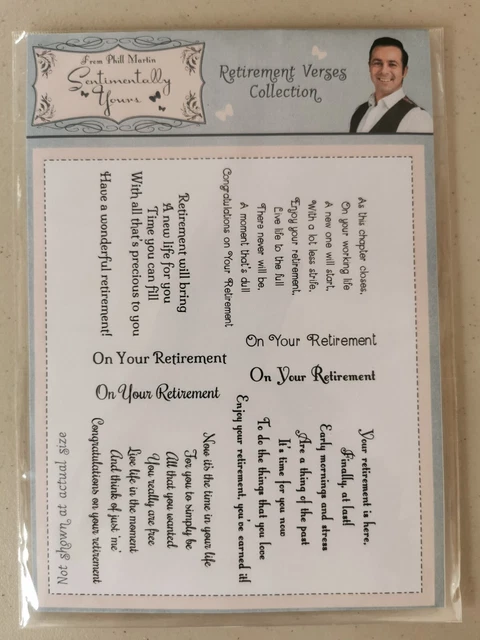 From Phill Martin
Sentimentally
Yours
Retirement Verses
Collection
As this chapter closes,
On your working life
A new one will start,
With a lot less strife,
Enjoy your retirement,
Live life to the full
There never will be,
A moment that's dull
Congratulations on Your Retirement
Retirement will bring
A new life for you
Time you can fill
With all that's precious to you
Have a wonderful retirement!
On Your Retirement
On Your Retirement
On Your Retirement
On Your Retirement
Your retirement is here,
Finally, at last!
Early mornings and stress
Are a thing of the past
It's time for you now
To do the things that you love
Enjoy your retirement, you've earned it!
Now it's the time in your life
For you to simply be
All that you wanted
You really are free
Live life in the moment
And think of just 'me'
Congratulations on your retirement
Not shown at actual size